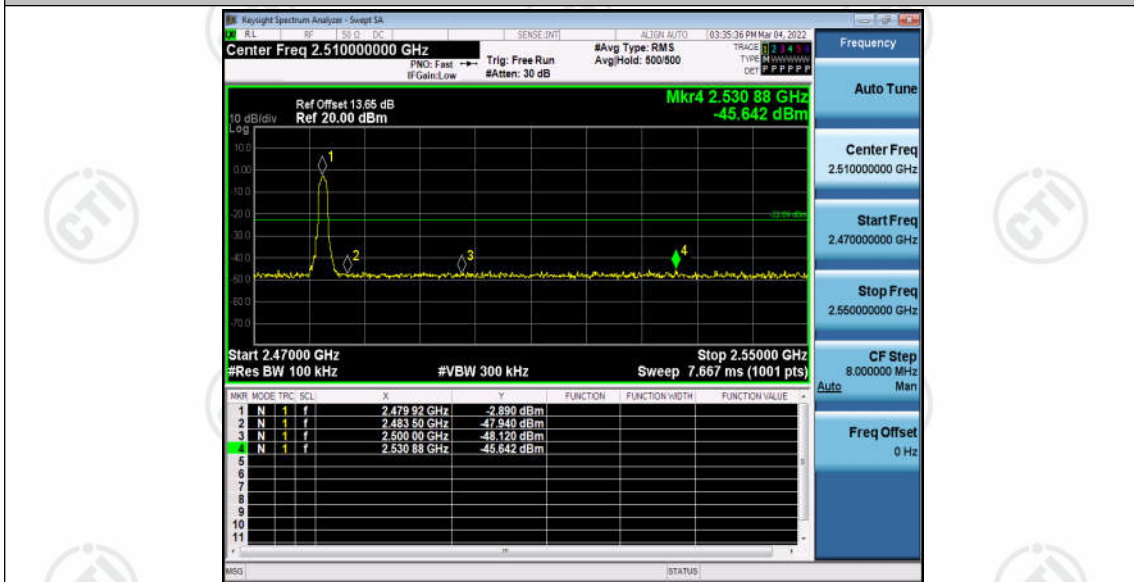 Keysight Spectrum Analyzer - Swept SA
RL RF 50 Ω DC SENSE:INT ALIGN AUTO 03:35:36 PM Mar 04, 2022
Center Freq 2.510000000 GHz
PNO: Fast
IFGain:Low
Trig: Free Run
#Atten: 30 dB
#Avg Type: RMS
Avg|Hold: 500/500
TRACE 1 2 3 4 5 6
TYPE M WWWWW
DET P P P P P P
Frequency
Auto Tune
Center Freq
2.510000000 GHz
Start Freq
2.470000000 GHz
Stop Freq
2.550000000 GHz
CF Step
8.000000 MHz
Auto Man
Freq Offset
0 Hz
Ref Offset 13.65 dB
10 dB/div Ref 20.00 dBm
Log
Mkr4 2.530 88 GHz
-45.642 dBm
10.0
0.00
-10.0
-20.0
-30.0
-40.0
-50.0
-60.0
-70.0
1
2
3
4
Start 2.47000 GHz Stop 2.55000 GHz
#Res BW 100 kHz #VBW 300 kHz Sweep 7.667 ms (1001 pts)
MKR MODE TRC SCL X Y FUNCTION FUNCTION WIDTH FUNCTION VALUE
1 N 1 f 2.479 92 GHz -2.890 dBm
2 N 1 f 2.483 50 GHz -47.940 dBm
3 N 1 f 2.500 00 GHz -48.120 dBm
4 N 1 f 2.530 88 GHz -45.642 dBm
5
6
7
8
9
10
11
MSG STATUS
CTI
CTI